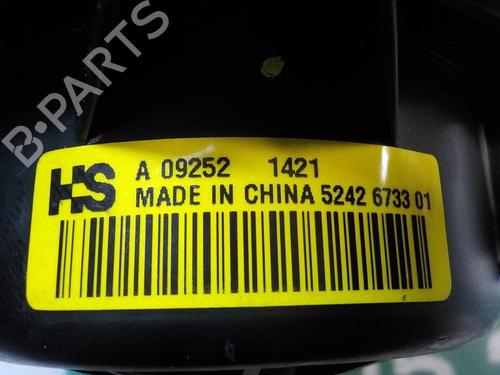 B-PARTS
HS A 09252 1421
MADE IN CHINA 5242 6733 01